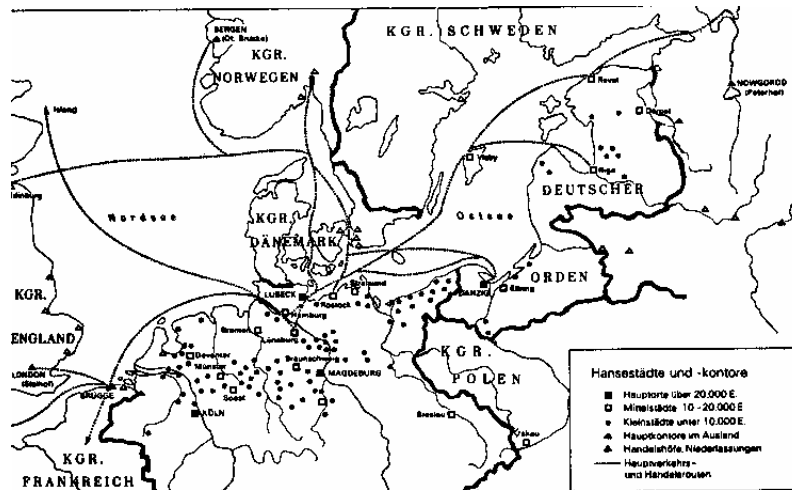 BERGEN
(Dt. Brücke)
KGR.
NORWEGEN
KGR. SCHWEDEN
NOWGOROD
(Peterhof)
Reval
Dorpat
Island
Visby
Riga
DEUTSCHER
ORDEN
Nordsee
KGR.
DÄNEMARK
Ostsee
KGR.
ENGLAND
LONDON
(Stalhof)
BRÜGGE
LÜBECK
Stralsund
Rostock
Hamburg
Bremen
Lüneburg
DANZIG
Elbing
Deventer
Münster
Braunschweig
MAGDEBURG
Soest
KÖLN
KGR.
POLEN
Breslau
Krakau
KGR.
FRANKREICH
Hansestädte und -kontore
Hauptorte über 20.000 E.
Mittelstädte 10-20.000 E.
Kleinstädte unter 10.000 E.
Hauptkontore im Ausland
Handelshöfe, Niederlassungen
Hauptverkehrs-
und Handelsrouten